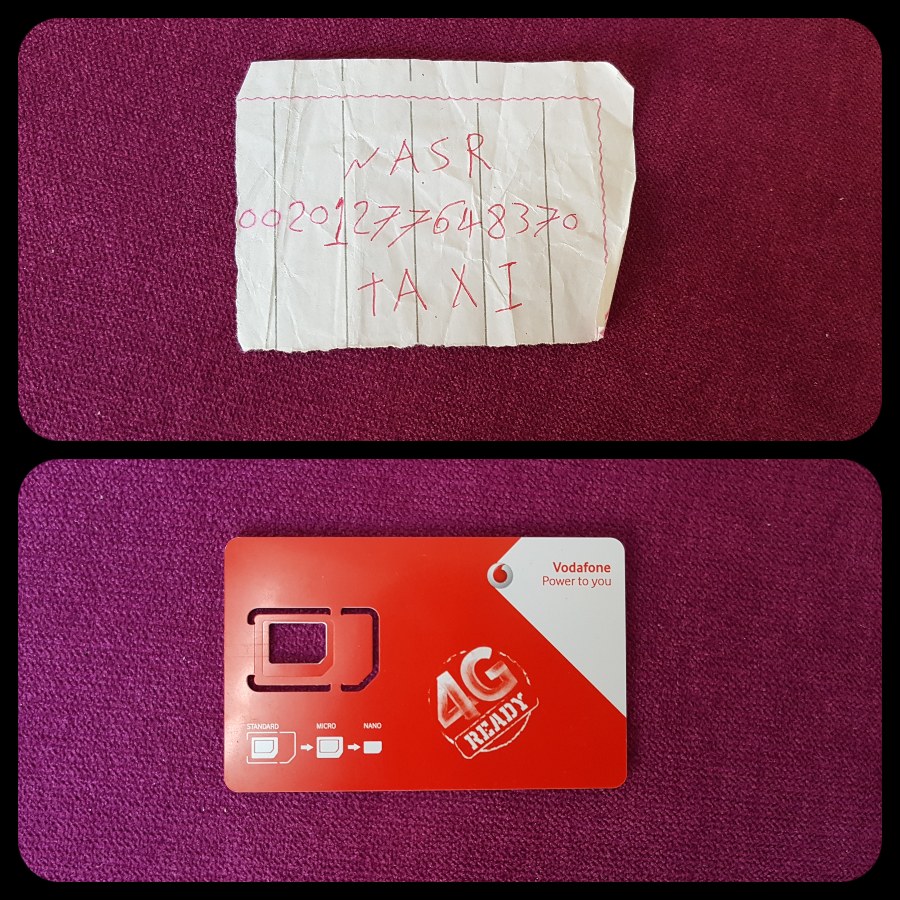 NASR
00201277648370
tAXI
Vodafone
Power to you
4G
READY
STANDARD MICRO NANO